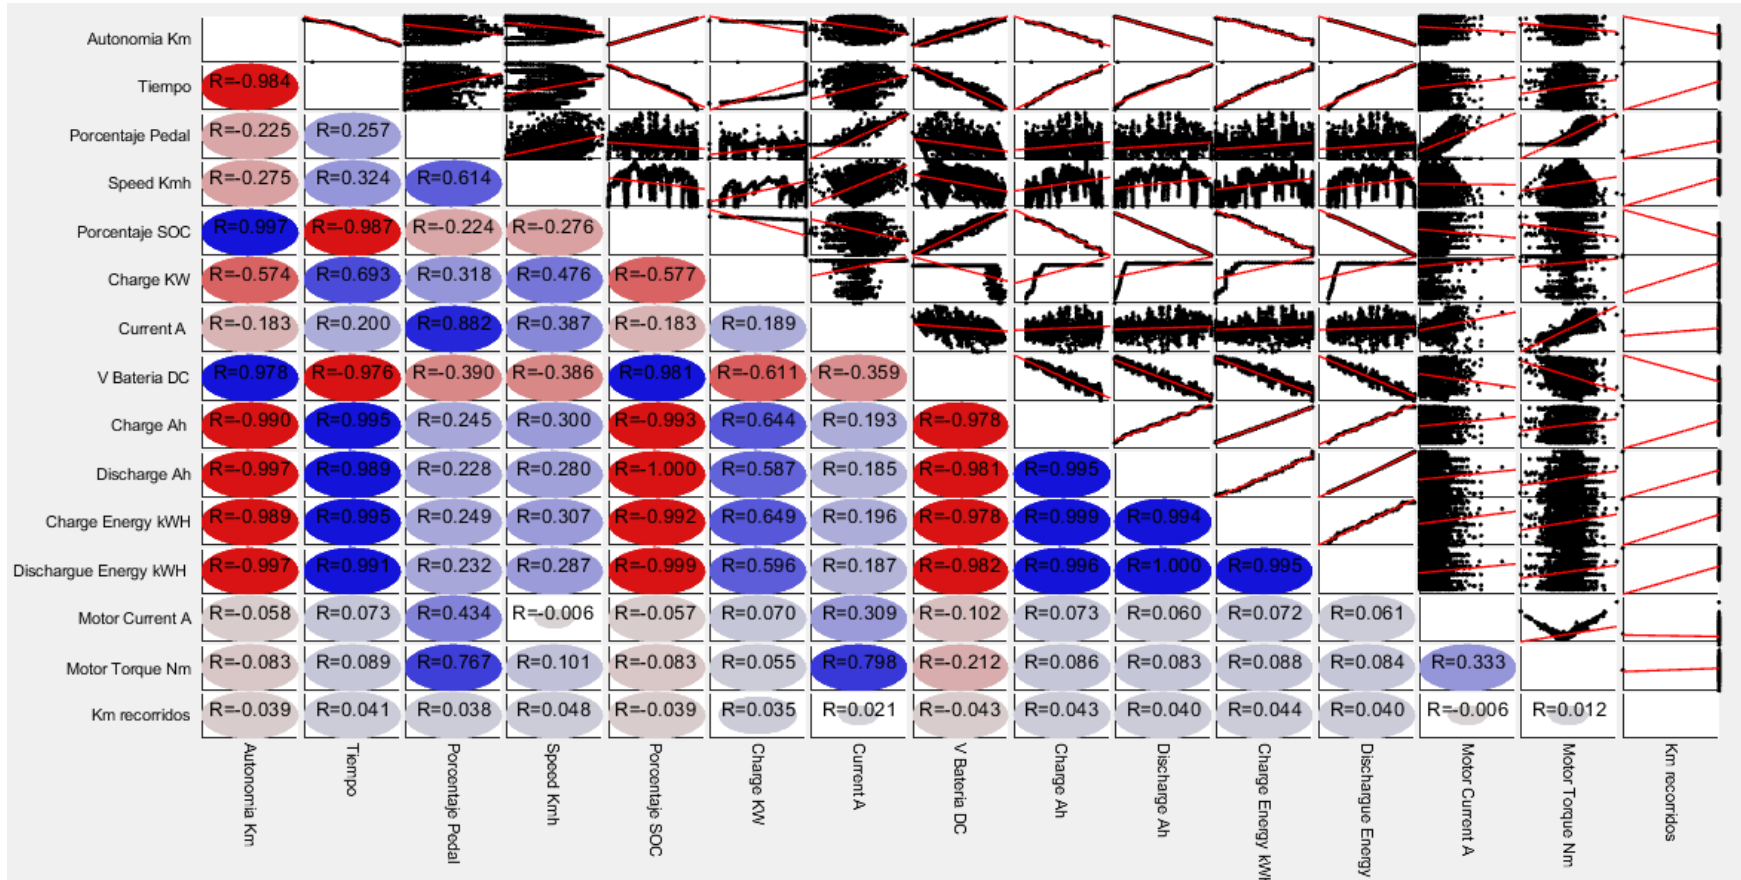 Autonomia Km
Tiempo R=-0.984
Porcentaje Pedal R=-0.225 R=0.257
Speed Kmh R=-0.275 R=0.324 R=0.614
Porcentaje SOC R=0.997 R=-0.987 R=-0.224 R=-0.276
Charge KW R=-0.574 R=0.693 R=0.318 R=0.476 R=-0.577
Current A R=-0.183 R=0.200 R=0.882 R=0.387 R=-0.183 R=0.189
V Bateria DC R=0.978 R=-0.976 R=-0.390 R=-0.386 R=0.981 R=-0.611 R=-0.359
Charge Ah R=-0.990 R=0.995 R=0.245 R=0.300 R=-0.993 R=0.644 R=0.193 R=-0.978
Discharge Ah R=-0.997 R=0.989 R=0.228 R=0.280 R=-1.000 R=0.587 R=0.185 R=-0.981 R=0.995
Charge Energy kWH R=-0.989 R=0.995 R=0.249 R=0.307 R=-0.992 R=0.649 R=0.196 R=-0.978 R=0.999 R=0.994
Dischargue Energy kWH R=-0.997 R=0.991 R=0.232 R=0.287 R=-0.999 R=0.596 R=0.187 R=-0.982 R=0.996 R=1.000 R=0.995
Motor Current A R=-0.058 R=0.073 R=0.434 R=-0.006 R=-0.057 R=0.070 R=0.309 R=-0.102 R=0.073 R=0.060 R=0.072 R=0.061
Motor Torque Nm R=-0.083 R=0.089 R=0.767 R=0.101 R=-0.083 R=0.055 R=0.798 R=-0.212 R=0.086 R=0.083 R=0.088 R=0.084 R=0.333
Km recorridos R=-0.039 R=0.041 R=0.038 R=0.048 R=-0.039 R=0.035 R=0.021 R=-0.043 R=0.043 R=0.040 R=0.044 R=0.040 R=-0.006 R=0.012
Autonomia Km
Tiempo
Porcentaje Pedal
Speed Kmh
Porcentaje SOC
Charge KW
Current A
V Bateria DC
Charge Ah
Discharge Ah
Charge Energy kWH
Dischargue Energy
Motor Current A
Motor Torque Nm
Km recorridos